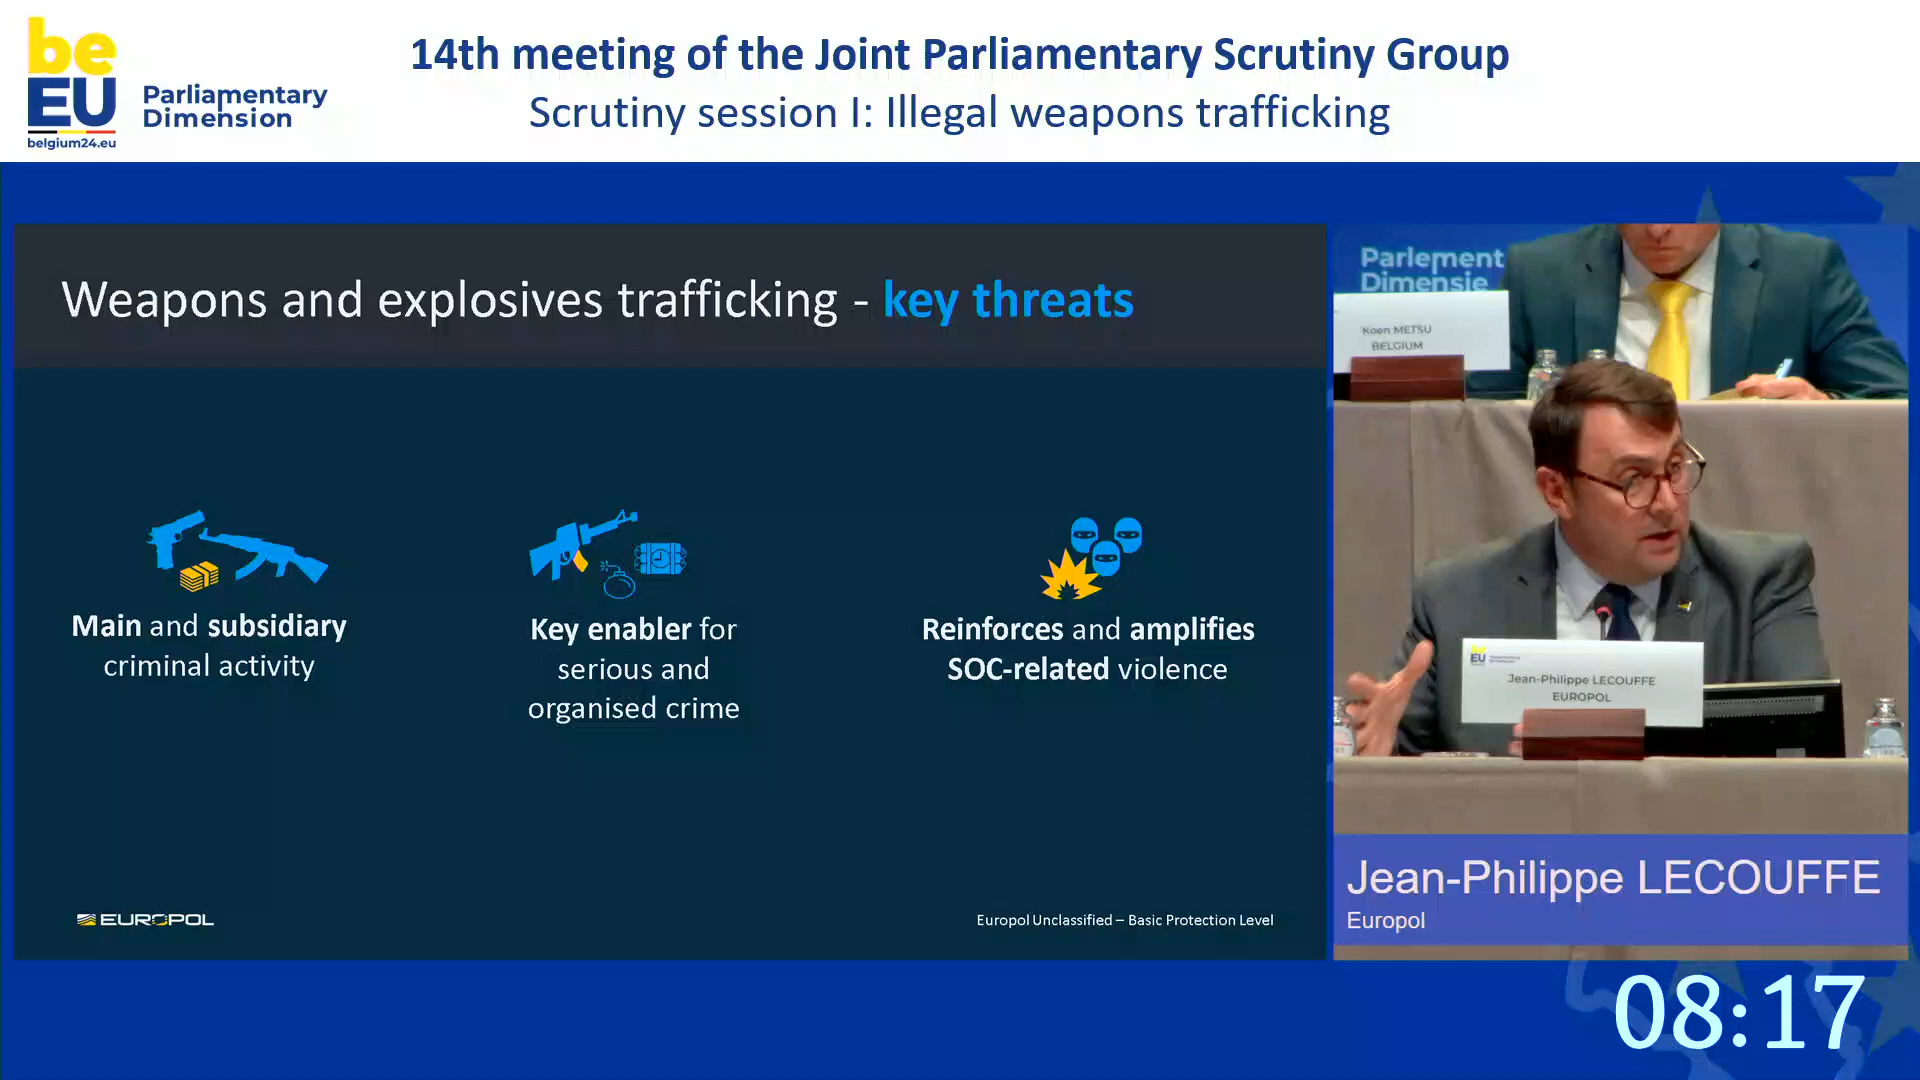 be
EU
belgium24.eu
Parliamentary
Dimension
14th meeting of the Joint Parliamentary Scrutiny Group
Scrutiny session I: Illegal weapons trafficking
Weapons and explosives trafficking - key threats
Main and subsidiary
criminal activity
Key enabler for
serious and
organised crime
Reinforces and amplifies
SOC-related violence
EUROPOL
Europol Unclassified – Basic Protection Level
Parlement
Dimensie
Koen METSU
BELGIUM
be
EU
Jean-Philippe LECOUFFE
EUROPOL
Jean-Philippe LECOUFFE
Europol
08:17